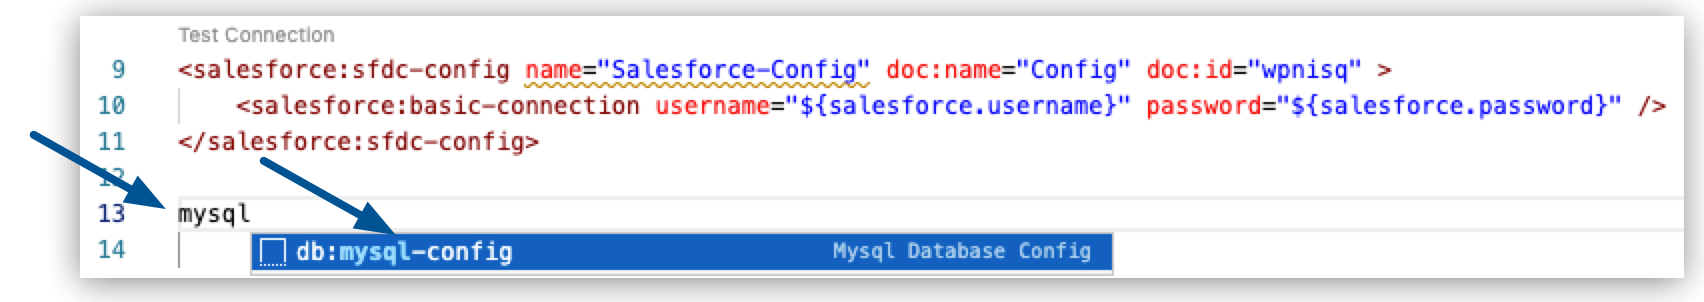 Test Connection
9 <salesforce:sfdc-config name="Salesforce-Config" doc:name="Config" doc:id="wpnisq" >
10 <salesforce:basic-connection username="${salesforce.username}" password="${salesforce.password}" />
11 </salesforce:sfdc-config>
12
13 mysql
14 db:mysql-config Mysql Database Config